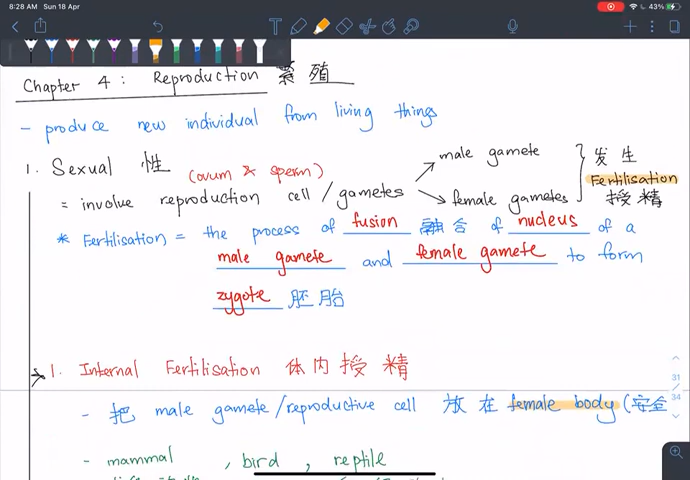 8:28 AM Sun 18 Apr
43%
Chapter 4: Reproduction 繁殖
- produce new individual from living things
1. Sexual 性 (ovum & sperm)
= involve reproduction cell / gametes
male gamete
female gametes
发生
Fertilisation
授精
* Fertilisation = the process of fusion 融合 of nucleus of a
male gamete and female gamete to form
zygote 胚胎
1. Internal Fertilisation 体内授精
- 把 male gamete/reproductive cell 放在 female body (安全
- mammal, bird, reptile
31
/
34